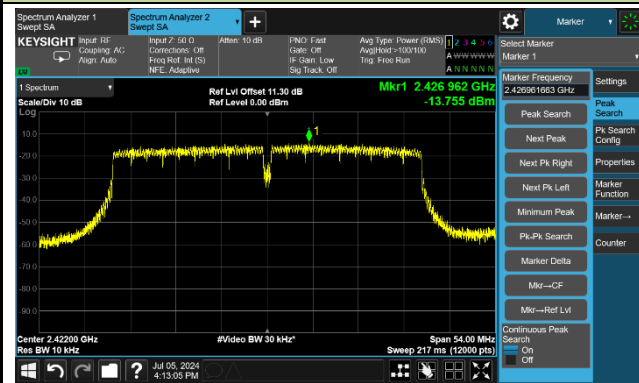 Spectrum Analyzer 1
Swept SA
Spectrum Analyzer 2
Swept SA
Marker
KEYSIGHT
Input: RF
Coupling: AC
Align: Auto
Input Z: 50 Ω
Corrections: Off
Freq Ref: Int (S)
NFE: Adaptive
Atten: 10 dB
PNO: Fast
Gate: Off
IF Gain: Low
Sig Track: Off
Avg Type: Power (RMS)
Avg|Hold:>100/100
Trig: Free Run
1 2 3 4 5 6
A W W W W W
A N N N N N
Select Marker
Marker 1
LXI
1 Spectrum
Scale/Div 10 dB
Log
Ref Lvl Offset 11.30 dB
Ref Level 0.00 dBm
Mkr1 2.426 962 GHz
-13.755 dBm
1
-10.0
-20.0
-30.0
-40.0
-50.0
-60.0
-70.0
-80.0
-90.0
Center 2.42200 GHz
Res BW 10 kHz
#Video BW 30 kHz*
Span 54.00 MHz
Sweep 217 ms (12000 pts)
Marker Frequency
2.426961663 GHz
Peak Search
Next Peak
Next Pk Right
Next Pk Left
Minimum Peak
Pk-Pk Search
Marker Delta
Mkr→CF
Mkr→Ref Lvl
Continuous Peak
Search
On
Off
Settings
Peak
Search
Pk Search
Config
Properties
Marker
Function
Marker→
Counter
?
Jul 05, 2024
4:13:05 PM